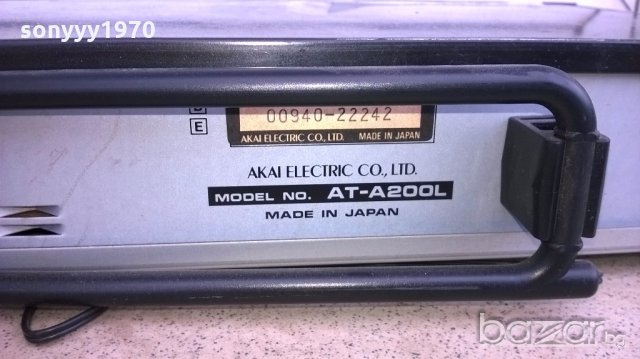 sonyyy1970
00940-22242
E
AKAI ELECTRIC CO., LTD. MADE IN JAPAN
AKAI ELECTRIC CO., LTD.
MODEL NO. AT-A200L
MADE IN JAPAN
bazar.bg